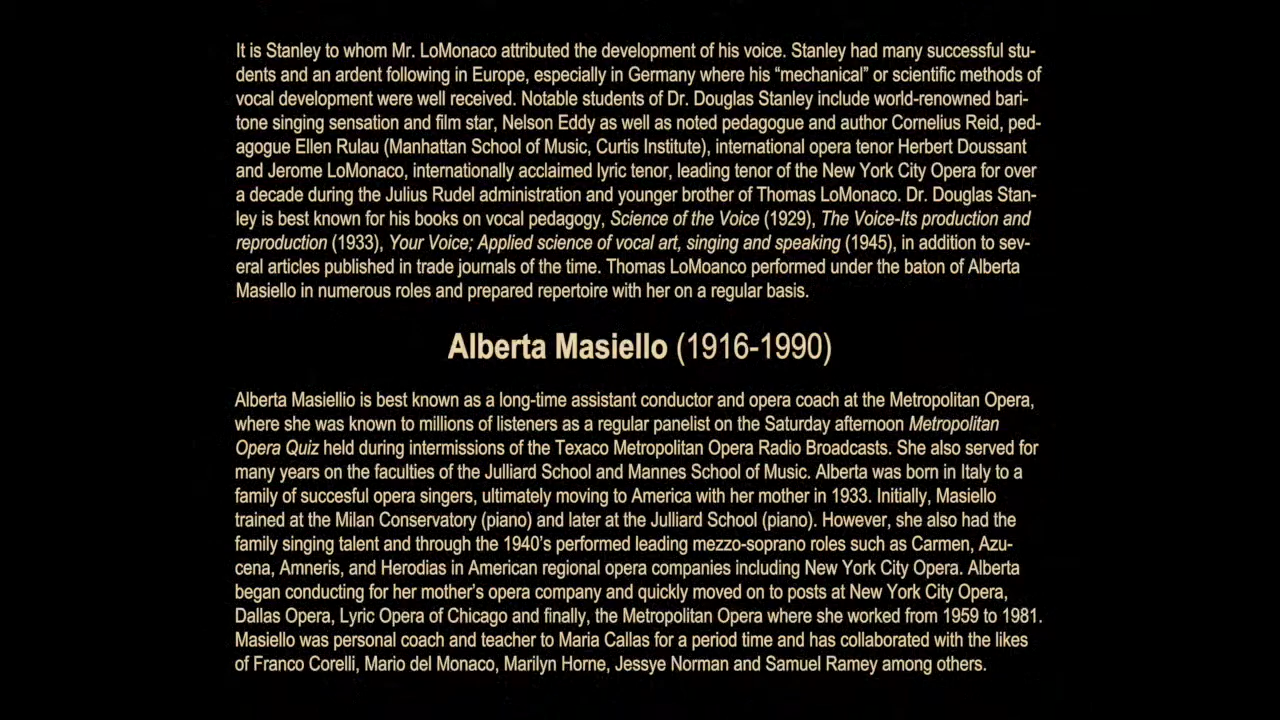 It is Stanley to whom Mr. LoMonaco attributed the development of his voice. Stanley had many successful stu-
dents and an ardent following in Europe, especially in Germany where his “mechanical” or scientific methods of
vocal development were well received. Notable students of Dr. Douglas Stanley include world-renowned bari-
tone singing sensation and film star, Nelson Eddy as well as noted pedagogue and author Cornelius Reid, ped-
agogue Ellen Rulau (Manhattan School of Music, Curtis Institute), international opera tenor Herbert Doussant
and Jerome LoMonaco, internationally acclaimed lyric tenor, leading tenor of the New York City Opera for over
a decade during the Julius Rudel administration and younger brother of Thomas LoMonaco. Dr. Douglas Stan-
ley is best known for his books on vocal pedagogy, Science of the Voice (1929), The Voice-Its production and
reproduction (1933), Your Voice; Applied science of vocal art, singing and speaking (1945), in addition to sev-
eral articles published in trade journals of the time. Thomas LoMoanco performed under the baton of Alberta
Masiello in numerous roles and prepared repertoire with her on a regular basis.
Alberta Masiello (1916-1990)
Alberta Masiellio is best known as a long-time assistant conductor and opera coach at the Metropolitan Opera,
where she was known to millions of listeners as a regular panelist on the Saturday afternoon Metropolitan
Opera Quiz held during intermissions of the Texaco Metropolitan Opera Radio Broadcasts. She also served for
many years on the faculties of the Julliard School and Mannes School of Music. Alberta was born in Italy to a
family of succesful opera singers, ultimately moving to America with her mother in 1933. Initially, Masiello
trained at the Milan Conservatory (piano) and later at the Julliard School (piano). However, she also had the
family singing talent and through the 1940’s performed leading mezzo-soprano roles such as Carmen, Azu-
cena, Amneris, and Herodias in American regional opera companies including New York City Opera. Alberta
began conducting for her mother’s opera company and quickly moved on to posts at New York City Opera,
Dallas Opera, Lyric Opera of Chicago and finally, the Metropolitan Opera where she worked from 1959 to 1981.
Masiello was personal coach and teacher to Maria Callas for a period time and has collaborated with the likes
of Franco Corelli, Mario del Monaco, Marilyn Horne, Jessye Norman and Samuel Ramey among others.